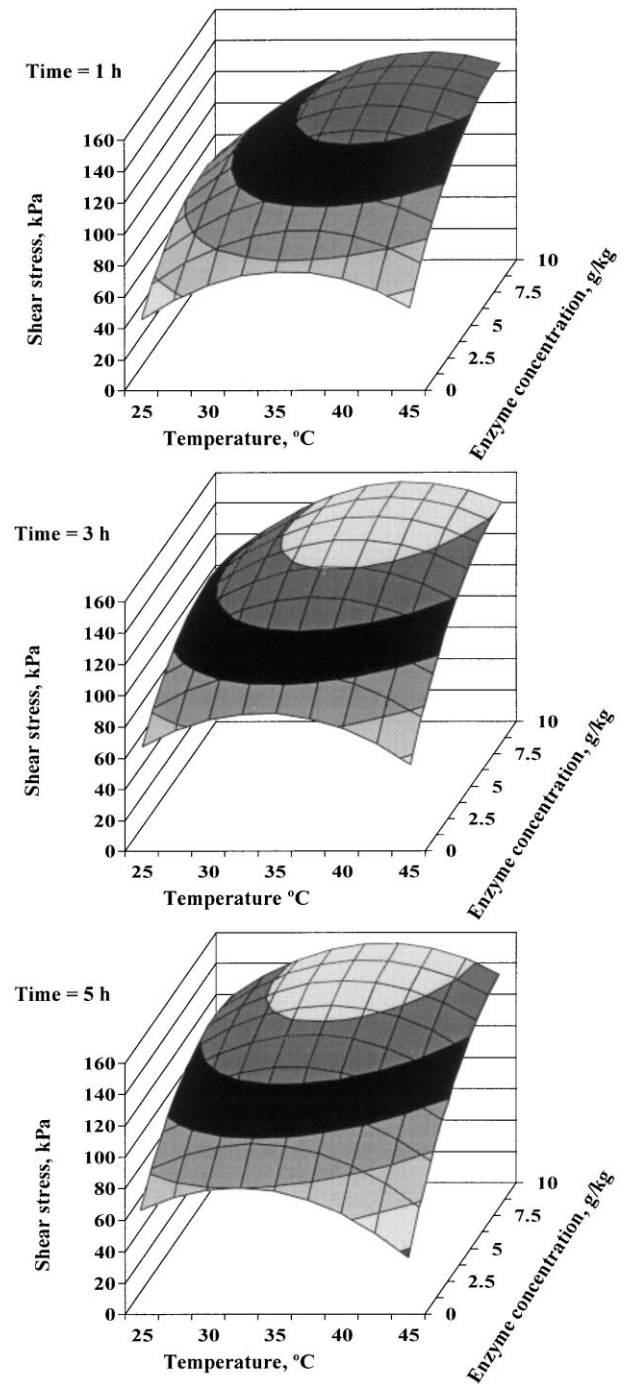 Time = 1 h
Shear stress, kPa
160
140
120
100
80
60
40
20
0
25 30 35 40 45
Temperature, ºC
0
2.5
5
7.5
10
Enzyme concentration, g/kg
Time = 3 h
Shear stress, kPa
160
140
120
100
80
60
40
20
0
25 30 35 40 45
Temperature ºC
0
2.5
5
7.5
10
Enzyme concentration, g/kg
Time = 5 h
Shear stress, kPa
160
140
120
100
80
60
40
20
0
25 30 35 40 45
Temperature, ºC
0
2.5
5
7.5
10
Enzyme concentration, g/kg